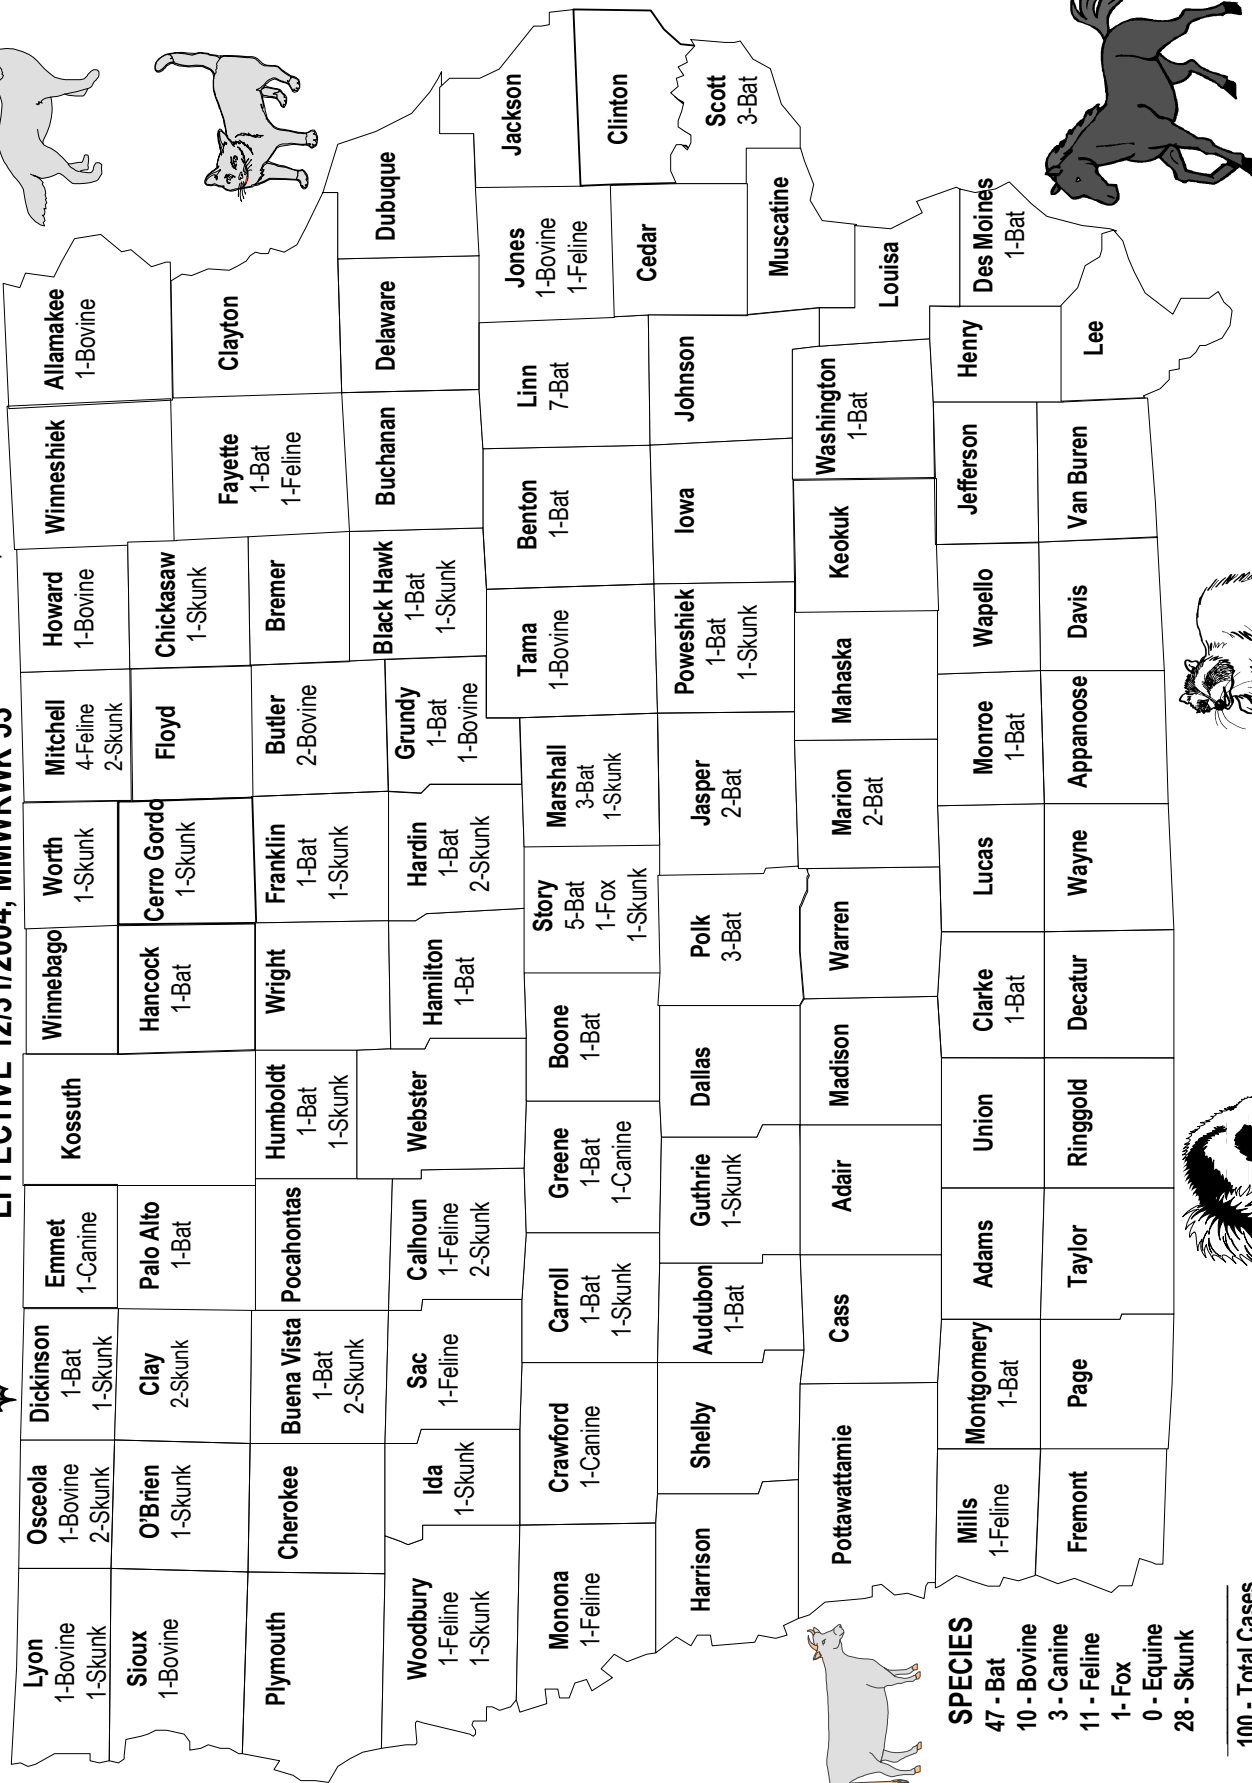 EFFECTIVE 12/31/2004, MMWRWK 53
Lyon
1-Bovine
1-Skunk
Osceola
1-Bovine
2-Skunk
Dickinson
1-Bat
1-Skunk
Emmet
1-Canine
Kossuth
Winnebago
Worth
1-Skunk
Mitchell
4-Feline
2-Skunk
Howard
1-Bovine
Winneshiek
Allamakee
1-Bovine
Sioux
1-Bovine
O'Brien
1-Skunk
Clay
2-Skunk
Palo Alto
1-Bat
Hancock
1-Bat
Cerro Gordo
1-Skunk
Floyd
Chickasaw
1-Skunk
Fayette
1-Bat
1-Feline
Clayton
Plymouth
Cherokee
Buena Vista
1-Bat
2-Skunk
Pocahontas
Humboldt
1-Bat
1-Skunk
Wright
Franklin
1-Bat
1-Skunk
Butler
2-Bovine
Bremer
Black Hawk
1-Bat
1-Skunk
Buchanan
Delaware
Dubuque
Woodbury
1-Feline
1-Skunk
Ida
1-Skunk
Sac
1-Feline
Calhoun
1-Feline
2-Skunk
Webster
Hamilton
1-Bat
Hardin
1-Bat
2-Skunk
Grundy
1-Bat
1-Bovine
Tama
1-Bovine
Benton
1-Bat
Linn
7-Bat
Jones
1-Bovine
1-Feline
Jackson
Monona
1-Feline
Crawford
1-Canine
Carroll
1-Bat
1-Skunk
Greene
1-Bat
1-Canine
Boone
1-Bat
Story
5-Bat
1-Fox
1-Skunk
Marshall
3-Bat
1-Skunk
Cedar
Clinton
Harrison
Shelby
Audubon
1-Bat
Guthrie
1-Skunk
Dallas
Polk
3-Bat
Jasper
2-Bat
Poweshiek
1-Bat
1-Skunk
Iowa
Johnson
Muscatine
Scott
3-Bat
Pottawattamie
Cass
Adair
Madison
Warren
Marion
2-Bat
Mahaska
Keokuk
Washington
1-Bat
Louisa
Mills
1-Feline
Montgomery
1-Bat
Adams
Union
Clarke
1-Bat
Lucas
Monroe
1-Bat
Wapello
Jefferson
Henry
Des Moines
1-Bat
Fremont
Page
Taylor
Ringgold
Decatur
Wayne
Appanoose
Davis
Van Buren
Lee
SPECIES
47 - Bat
10 - Bovine
3 - Canine
11 - Feline
1- Fox
0 - Equine
28 - Skunk
100 - Total Cases